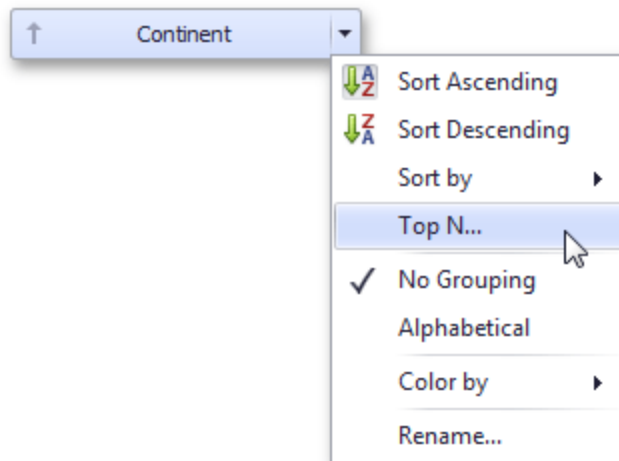 Continent
Sort Ascending
Sort Descending
Sort by
Top N...
No Grouping
Alphabetical
Color by
Rename...